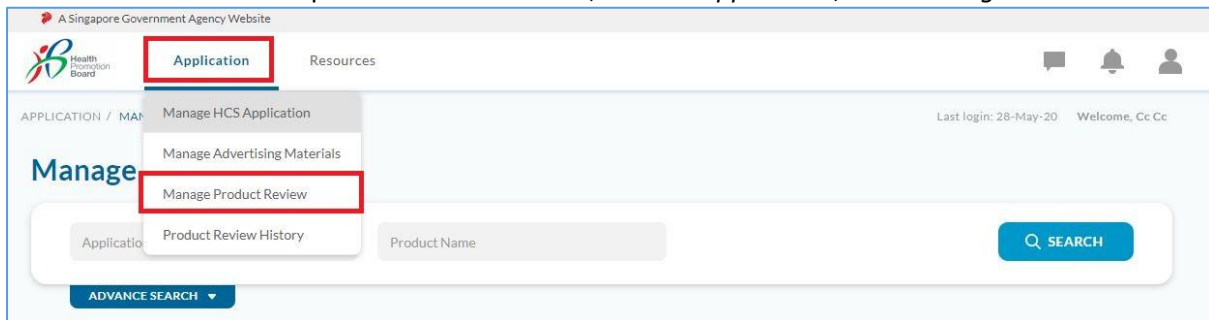 A Singapore Government Agency Website
Health
Promotion
Board
Application
Resources
APPLICATION / MAN
Manage HCS Application
Last login: 28-May-20
Welcome, Cc Cc
Manage Advertising Materials
Manage
Manage Product Review
Product Review History
Applicatio
Product Name
SEARCH
ADVANCE SEARCH